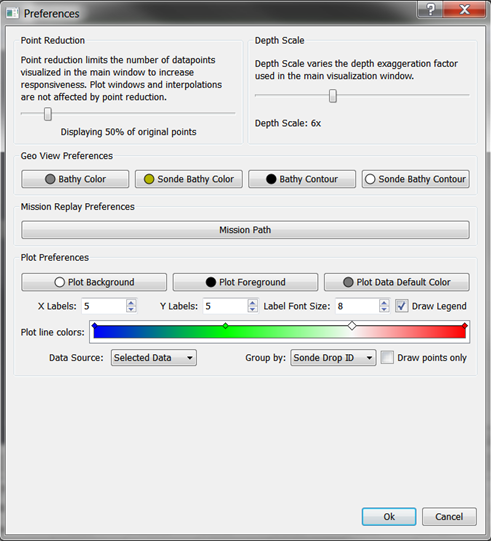 Preferences
Point Reduction
Point reduction limits the number of datapoints
visualized in the main window to increase
responsiveness. Plot windows and interpolations
are not affected by point reduction.
Displaying 50% of original points
Depth Scale
Depth Scale varies the depth exaggeration factor
used in the main visualization window.
Depth Scale: 6x
Geo View Preferences
Bathy Color
Sonde Bathy Color
Bathy Contour
Sonde Bathy Contour
Mission Replay Preferences
Mission Path
Plot Preferences
Plot Background
Plot Foreground
Plot Data Default Color
X Labels: 5
Y Labels: 5
Label Font Size: 8
Draw Legend
Plot line colors:
Data Source: Selected Data
Group by: Sonde Drop ID
Draw points only
Ok
Cancel